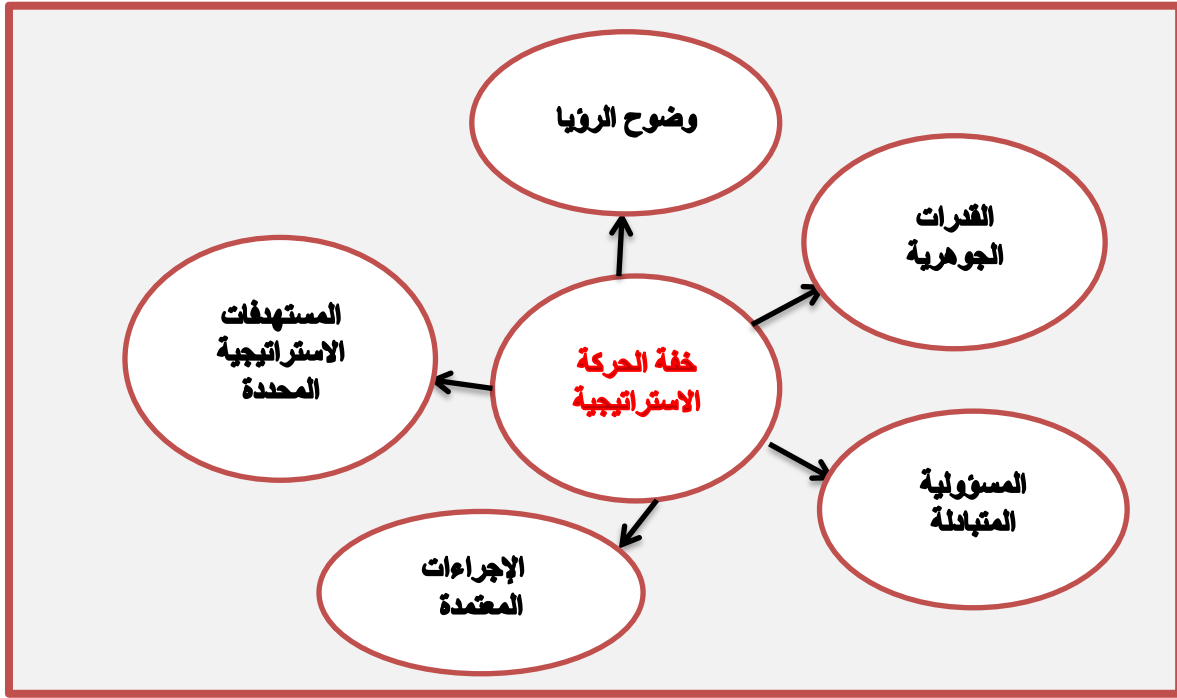 وضوح الرؤيا
القدرات
الجوهرية
المستهدفات
الاستراتيجية
المحددة
خفة الحركة
الاستراتيجية
المسؤولية
المتبادلة
الإجراءات
المعتمدة